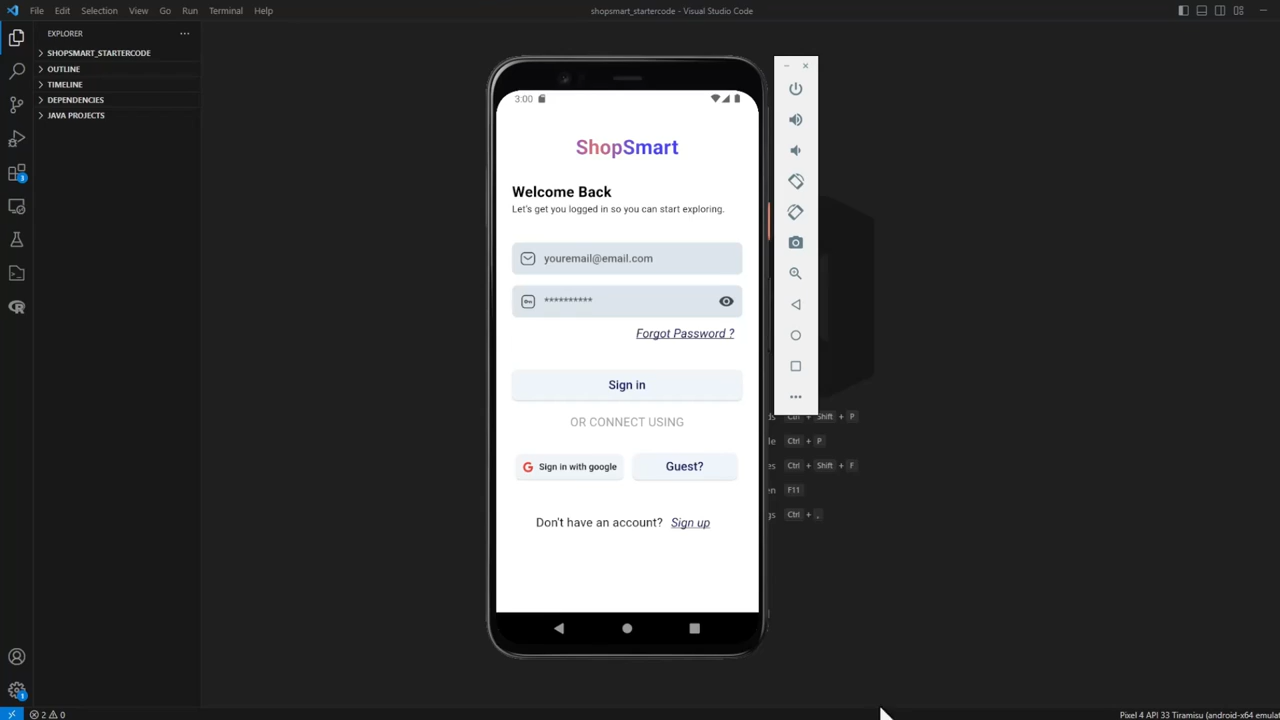 File Edit Selection View Go Run Terminal Help
shopsmart_startercode - Visual Studio Code
EXPLORER
SHOPSMART_STARTERCODE
OUTLINE
TIMELINE
DEPENDENCIES
JAVA PROJECTS
3
1
3:00
ShopSmart
Welcome Back
Let's get you logged in so you can start exploring.
youremail@email.com
**********
Forgot Password ?
Sign in
OR CONNECT USING
G Sign in with google
Guest?
Don't have an account? Sign up
Ctrl + Shift + P
Ctrl + P
Ctrl + Shift + F
F11
Ctrl + ,
2 0
Pixel 4 API 33 Tiramisu (android-x64 emulat